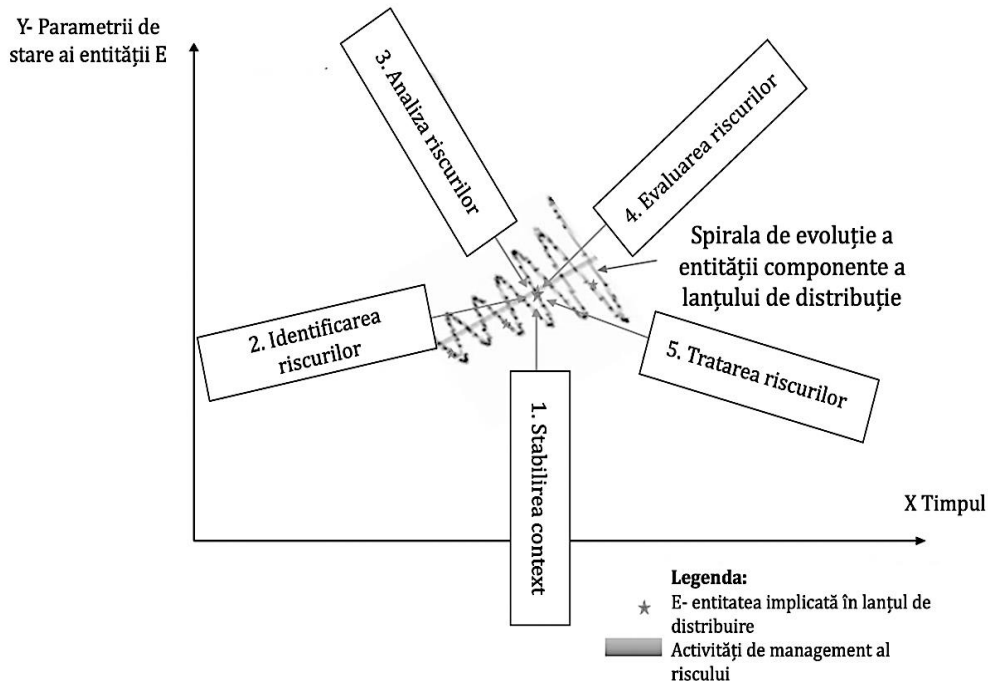 Y- Parametrii de
stare ai entității E
3. Analiza riscurilor
4. Evaluarea riscurilor
Spirala de evoluție a
entității componente a
lanțului de distribuție
2. Identificarea
riscurilor
5. Tratarea riscurilor
1. Stabilirea context
X Timpul
Legenda:
E- entitatea implicată în lanțul de
distribuire
Activități de management al
riscului